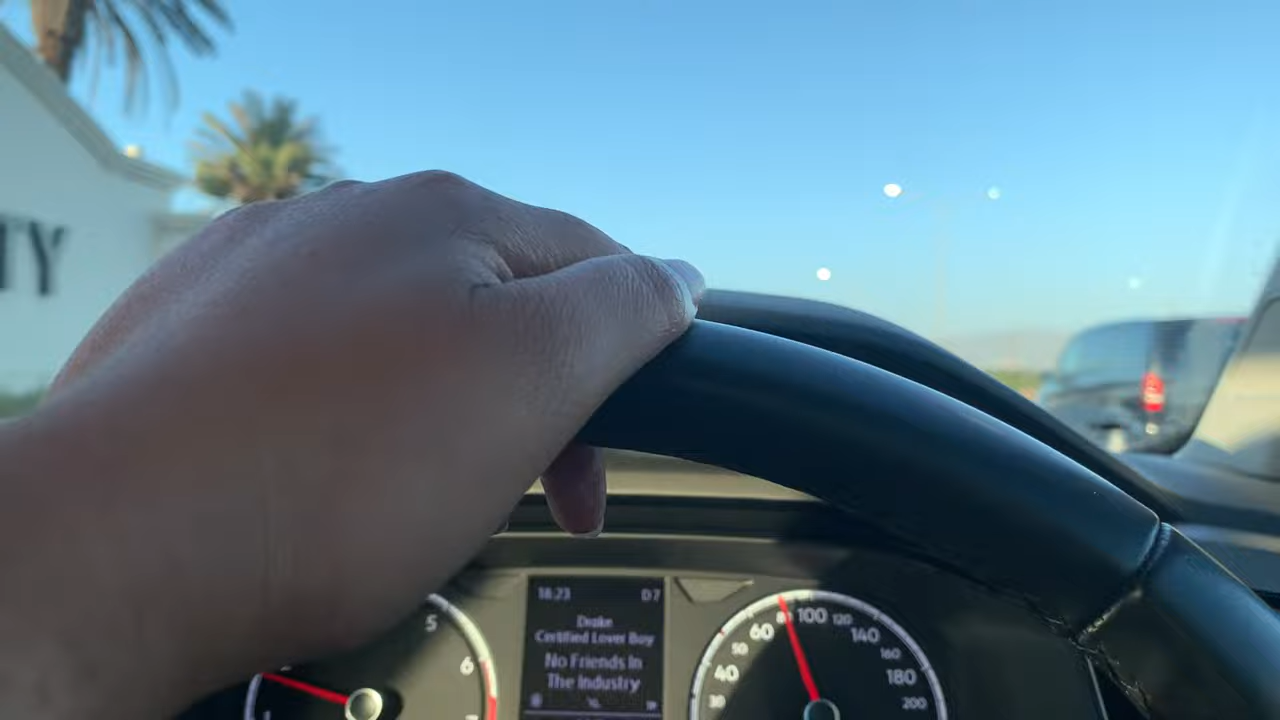 TY
18:23 D7
Drake
Certified Lover Boy
No Friends In
The Industry
5
6
30
40
50
60
80
100
120
140
160
180
200